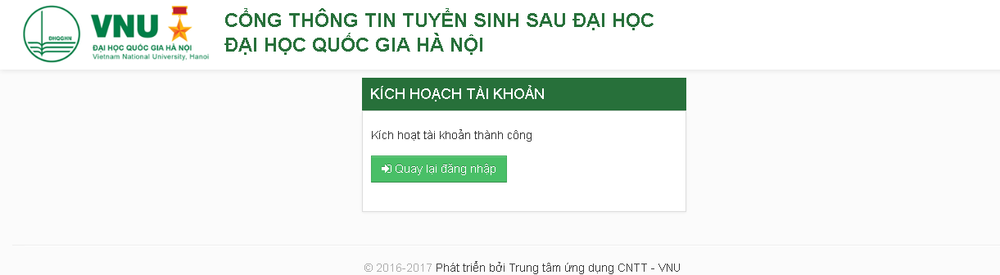 ĐHQGHN
VNU
ĐẠI HỌC QUỐC GIA HÀ NỘI
Vietnam National University, Hanoi
CỔNG THÔNG TIN TUYỂN SINH SAU ĐẠI HỌC
ĐẠI HỌC QUỐC GIA HÀ NỘI
KÍCH HOẠCH TÀI KHOẢN
Kích hoạt tài khoản thành công
Quay lại đăng nhập
© 2016-2017 Phát triển bởi Trung tâm ứng dụng CNTT - VNU